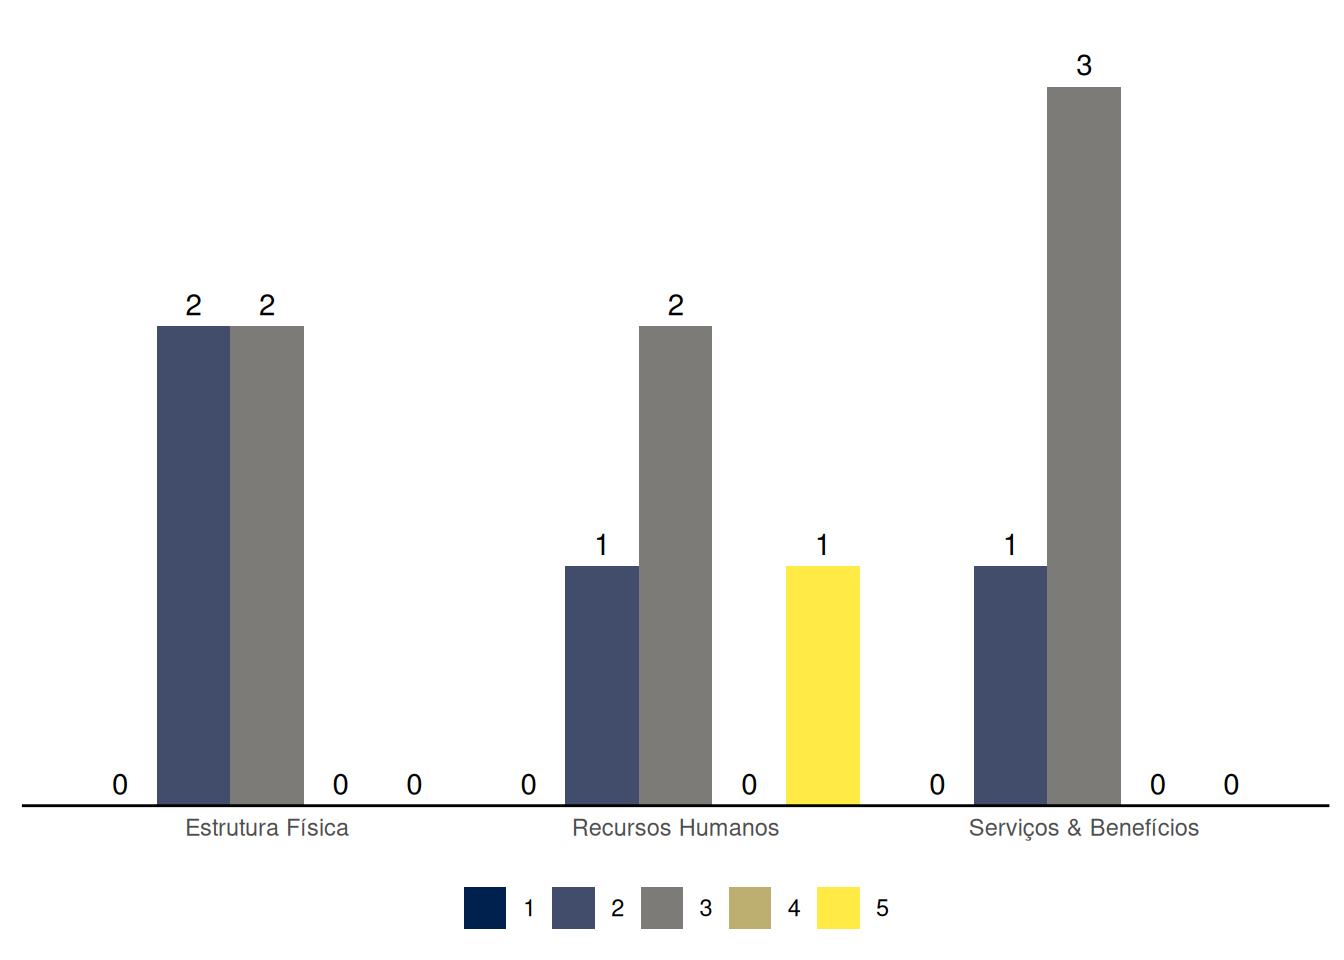 3
2 2 2
1 1 1
0 0 0 0 0 0 0 0
Estrutura Física Recursos Humanos Serviços & Benefícios
1 2 3 4 5